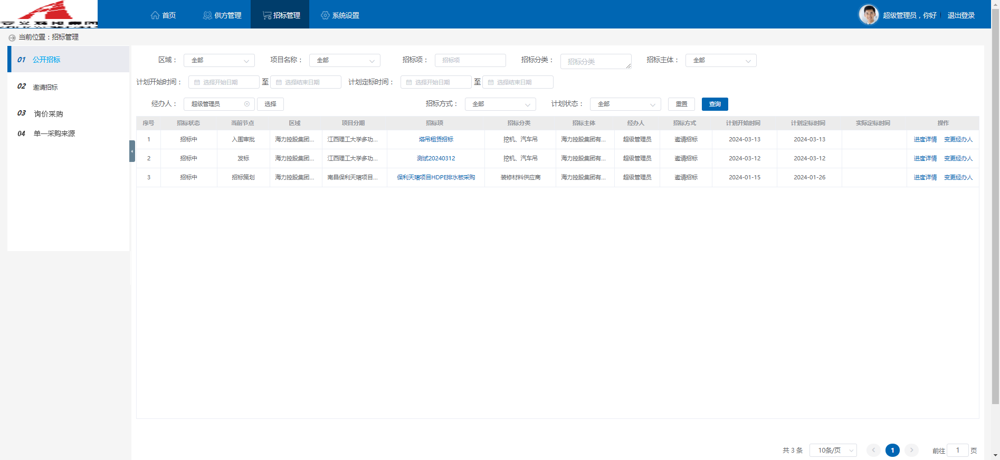 首页 供方管理 招标管理 系统设置 超级管理员，你好 退出登录
当前位置：招标管理
01 公开招标
02 邀请招标
03 询价采购
04 单一采购来源
区域： 全部 项目名称： 全部 招标项： 招标项 招标分类： 招标分类 招标主体： 全部
计划开始时间： 选择开始日期 至 选择结束日期 计划定标时间： 选择开始日期 至 选择结束日期
经办人： 超级管理员 选择 招标方式： 全部 计划状态： 全部 重置 查询
序号 招标状态 当前节点 区域 项目分期 招标项 招标分类 招标主体 经办人 招标方式 计划开始时间 计划定标时间 实际定标时间 操作
1 招标中 入围审批 海力控股集团... 江西理工大学多功... 塔吊租赁招标 挖机、汽车吊 海力控股集团有... 超级管理员 邀请招标 2024-03-13 2024-03-13 进度详情 变更经办人
2 招标中 发标 海力控股集团... 江西理工大学多功... 测试20240312 挖机、汽车吊 海力控股集团有... 超级管理员 邀请招标 2024-03-12 2024-03-12 进度详情 变更经办人
3 招标中 招标策划 海力控股集团... 南昌保利天珺项目... 保利天珺项目HDPE排水板采购 装修材料供应商 海力控股集团有... 超级管理员 邀请招标 2024-01-15 2024-01-26 进度详情 变更经办人
共 3 条 10条/页 1 前往 1 页